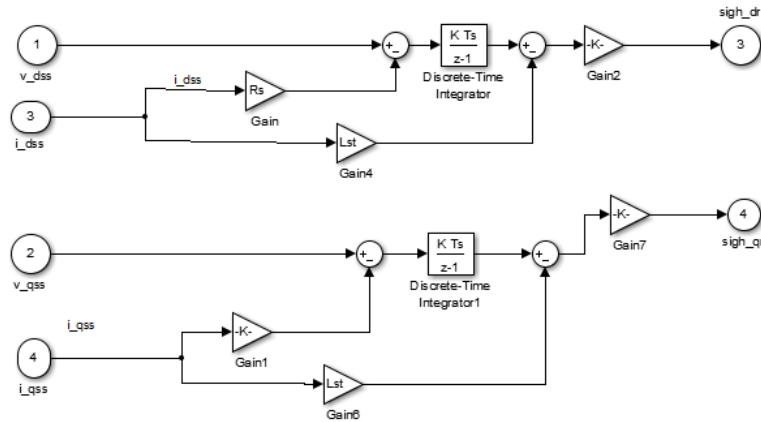 sigh_dr
1
+_
K Ts
z-1
+_
-K-
3
v_dss
Gain2
i_dss
Rs
Discrete-Time
Integrator
3
Gain
i_dss
Lst
Gain4
-K-
4
Gain7
sigh_qr
2
+_
K Ts
z-1
+_
v_qss
Discrete-Time
Integrator1
i_qss
-K-
4
Gain1
i_qss
Lst
Gain6